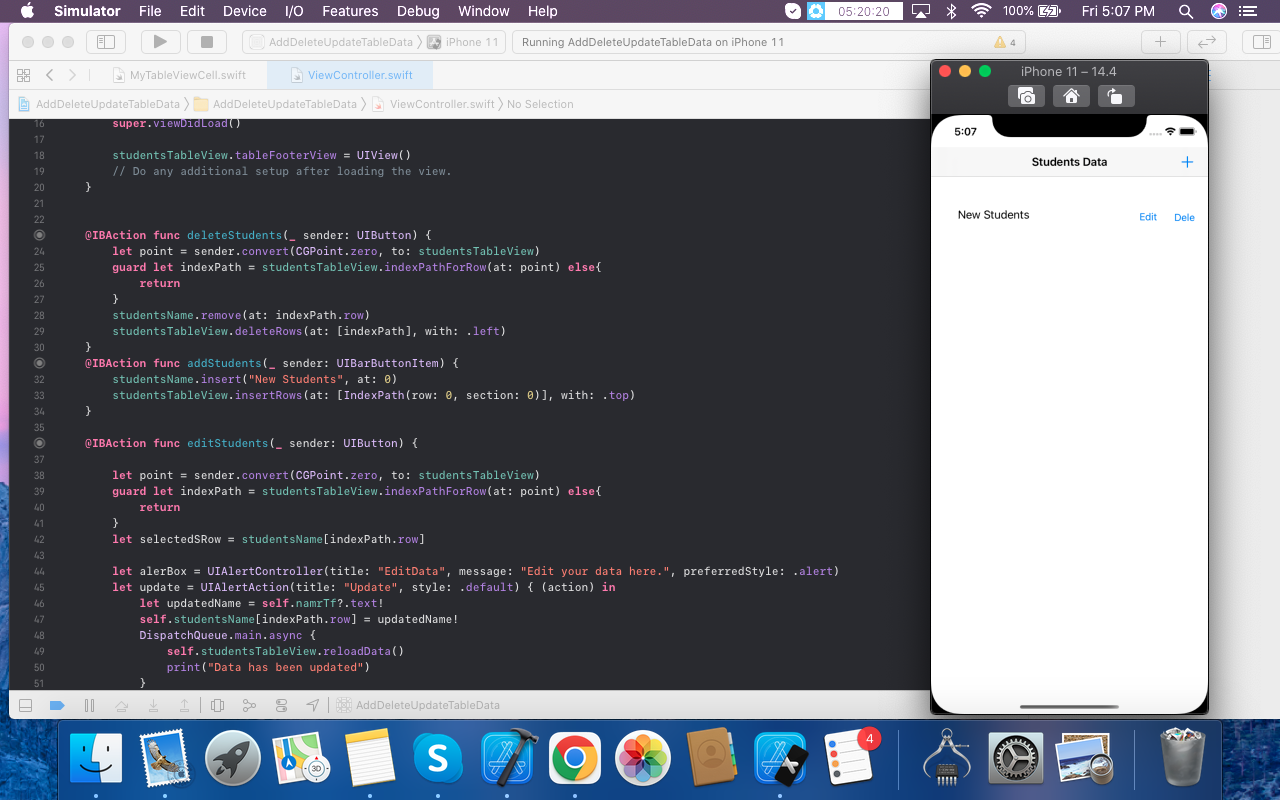 Simulator File Edit Device I/O Features Debug Window Help 05:20:20 100% Fri 5:07 PM
AddDeleteUpdateTableData iPhone 11 Running AddDeleteUpdateTableData on iPhone 11 4
MyTableViewCell.swift ViewController.swift
AddDeleteUpdateTableData AddDeleteUpdateTableData ViewController.swift No Selection
16 super.viewDidLoad()
17
18 studentsTableView.tableFooterView = UIView()
19 // Do any additional setup after loading the view.
20 }
21
22
@IBAction func deleteStudents(_ sender: UIButton) {
24 let point = sender.convert(CGPoint.zero, to: studentsTableView)
25 guard let indexPath = studentsTableView.indexPathForRow(at: point) else{
26 return
27 }
28 studentsName.remove(at: indexPath.row)
29 studentsTableView.deleteRows(at: [indexPath], with: .left)
30 }
@IBAction func addStudents(_ sender: UIBarButtonItem) {
32 studentsName.insert("New Students", at: 0)
33 studentsTableView.insertRows(at: [IndexPath(row: 0, section: 0)], with: .top)
34 }
35
@IBAction func editStudents(_ sender: UIButton) {
37
38 let point = sender.convert(CGPoint.zero, to: studentsTableView)
39 guard let indexPath = studentsTableView.indexPathForRow(at: point) else{
40 return
41 }
42 let selectedSRow = studentsName[indexPath.row]
43
44 let alerBox = UIAlertController(title: "EditData", message: "Edit your data here.", preferredStyle: .alert)
45 let update = UIAlertAction(title: "Update", style: .default) { (action) in
46 let updatedName = self.namrTf?.text!
47 self.studentsName[indexPath.row] = updatedName!
48 DispatchQueue.main.async {
49 self.studentsTableView.reloadData()
50 print("Data has been updated")
51 }
AddDeleteUpdateTableData
iPhone 11 – 14.4
5:07
Students Data +
New Students Edit Dele
3D
S
4